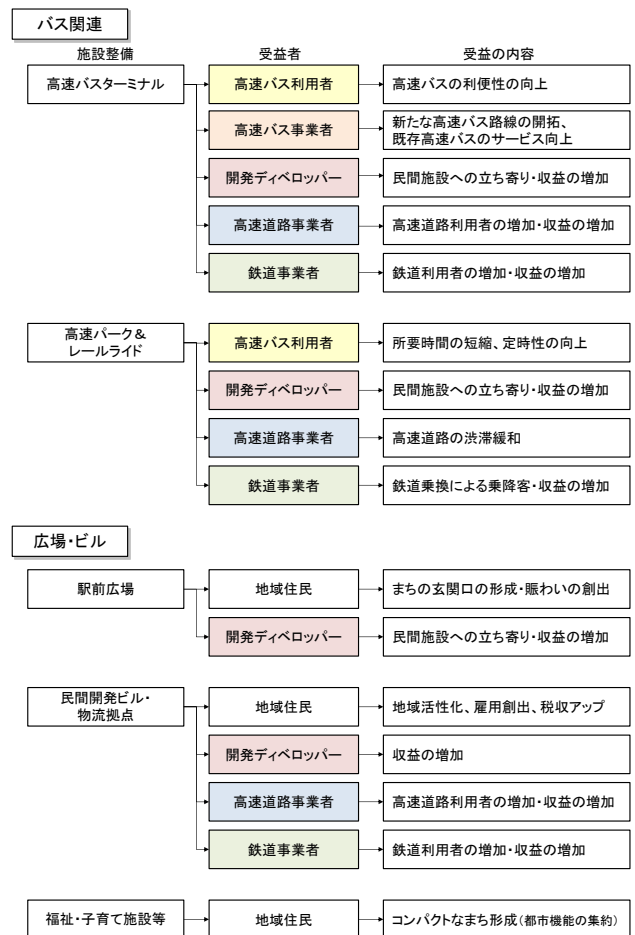 バス関連
施設整備
受益者
受益の内容
高速バスターミナル
高速バス利用者
高速バスの利便性の向上
高速バス事業者
新たな高速バス路線の開拓、
既存高速バスのサービス向上
開発ディベロッパー
民間施設への立ち寄り・収益の増加
高速道路事業者
高速道路利用者の増加・収益の増加
鉄道事業者
鉄道利用者の増加・収益の増加
高速パーク＆
レールライド
高速バス利用者
所要時間の短縮、定時性の向上
開発ディベロッパー
民間施設への立ち寄り・収益の増加
高速道路事業者
高速道路の渋滞緩和
鉄道事業者
鉄道乗換による乗降客・収益の増加
広場・ビル
駅前広場
地域住民
まちの玄関口の形成・賑わいの創出
開発ディベロッパー
民間施設への立ち寄り・収益の増加
民間開発ビル・
物流拠点
地域住民
地域活性化、雇用創出、税収アップ
開発ディベロッパー
収益の増加
高速道路事業者
高速道路利用者の増加・収益の増加
鉄道事業者
鉄道利用者の増加・収益の増加
福祉・子育て施設等
地域住民
コンパクトなまち形成（都市機能の集約）